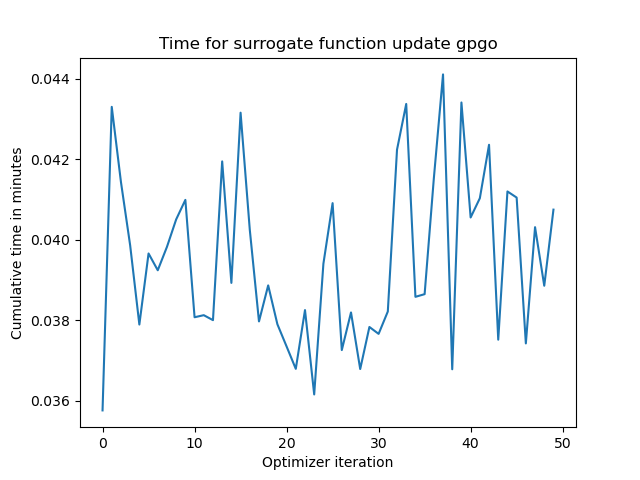 Time for surrogate function update gpgo
Cumulative time in minutes
0.044
0.042
0.040
0.038
0.036
0 10 20 30 40 50
Optimizer iteration